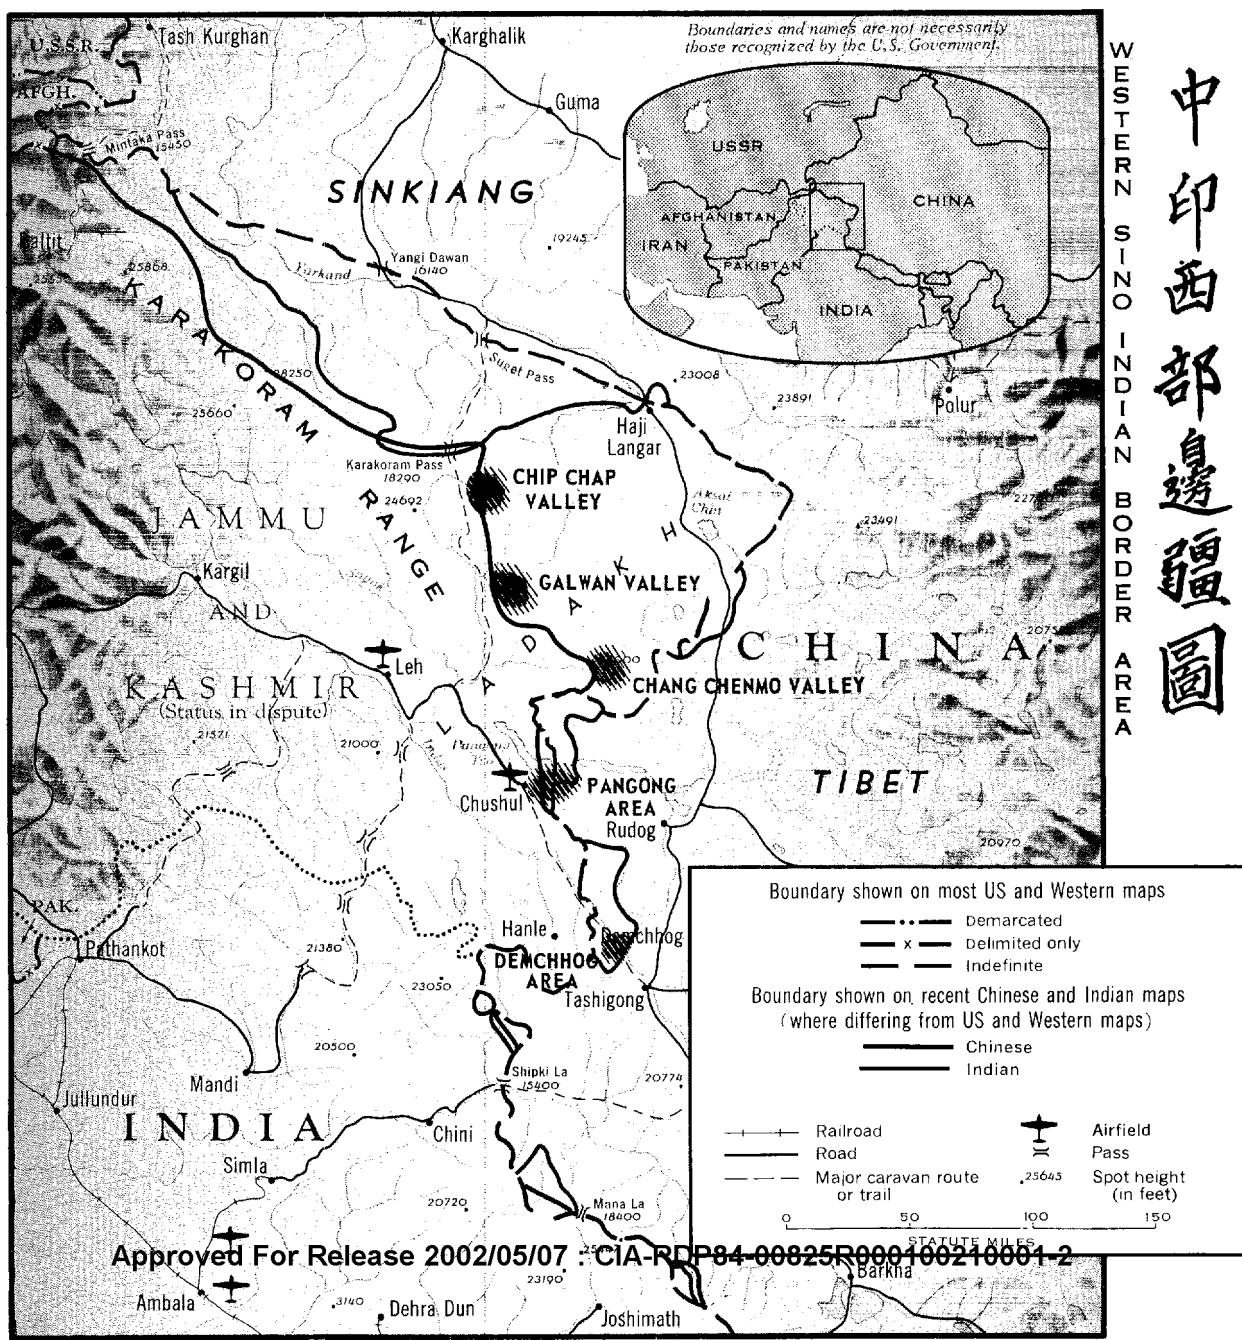 Boundaries and names are not necessarily
those recognized by the U.S. Government.
USSR
CHINA
AFGHANISTAN
IRAN
PAKISTAN
INDIA
WESTERN SINO INDIAN BORDER AREA
中印西部邊疆圖
U.S.S.R.
Tash Kurghan
Karghalik
AFGH.
Guma
Mintaka Pass
15450
SINKIANG
19245
Yangi Dawan
16140
Yarkand
Baltit
25868
KARAKORAM RANGE
Suget Pass
28250
23008
25660
23891
Polur
Haji
Langar
Karakoram Pass
18290
24692
CHIP CHAP
VALLEY
Aksai
Chin
23491
JAMMU
AND
KASHMIR
(Status in dispute)
Kargil
GALWAN VALLEY
LADAKH
CHINA
Leh
CHANG CHENMO VALLEY
21571
21000
TIBET
Chushul
PANGONG
AREA
Rudog
20970
PAK.
Pathankot
21380
Hanle
Demchhog
DEMCHHOG
AREA
23050
Tashigong
20500
Shipki La
15400
20774
Mandi
Jullundur
INDIA
Chini
Simla
20720
Mana La
18400
23190
Ambala
3140
Dehra Dun
Joshimath
Barkha
Boundary shown on most US and Western maps
Demarcated
Delimited only
Indefinite
Boundary shown on recent Chinese and Indian maps
(where differing from US and Western maps)
Chinese
Indian
Railroad
Road
Major caravan route
or trail
Airfield
Pass
.25645 Spot height
(in feet)
0 50 100 150
STATUTE MILES
Approved For Release 2002/05/07 : CIA-RDP84-00825R000100210001-2